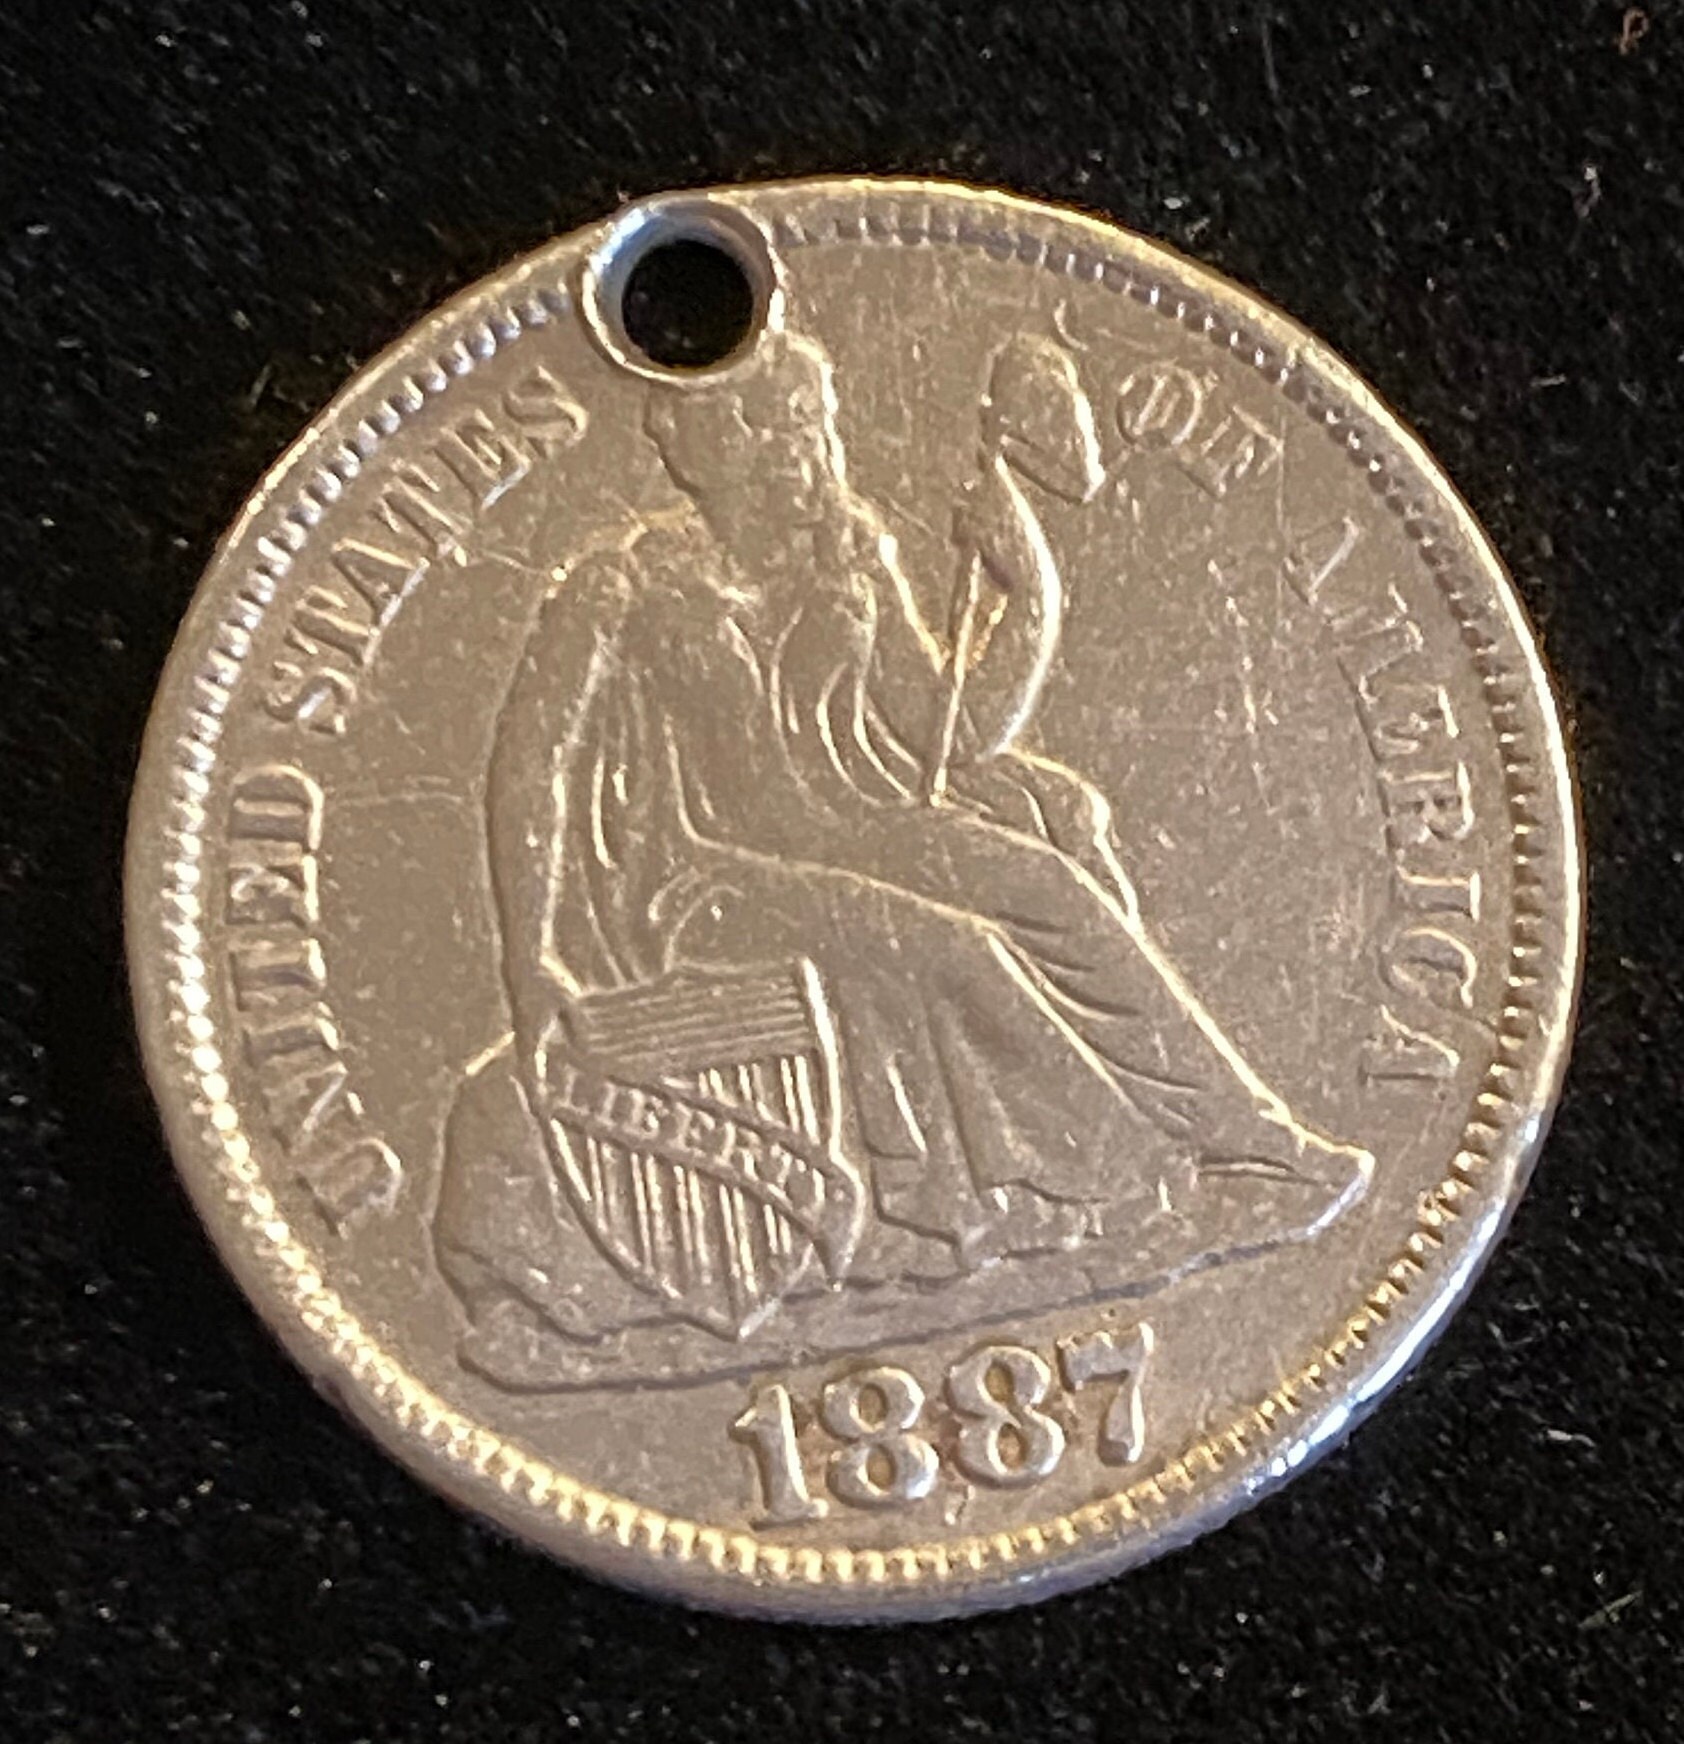 UNITED STATES OF AMERICA
LIBERTY
1887